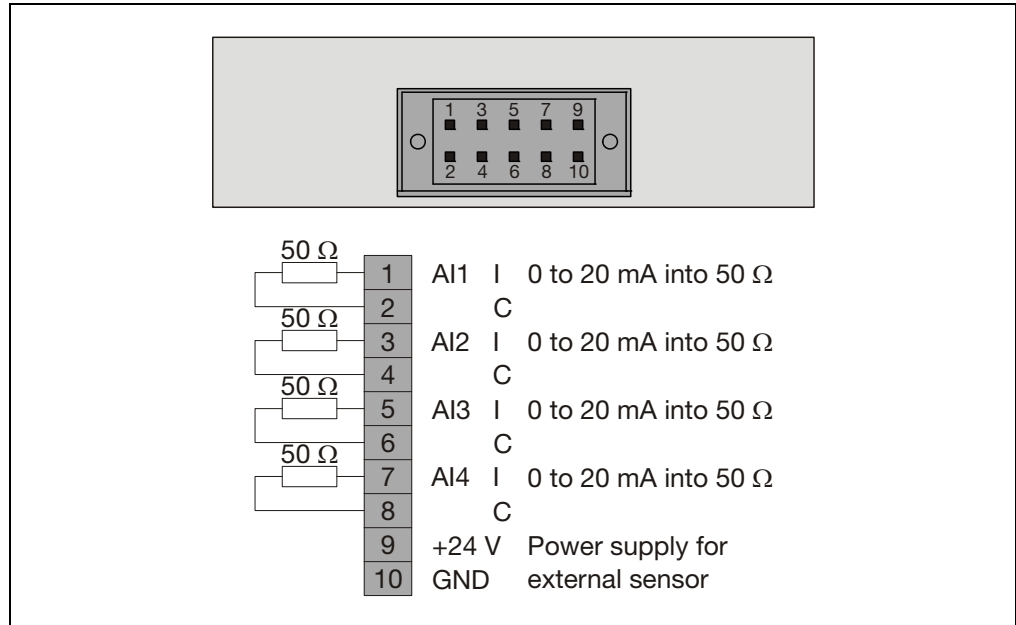 1 3 5 7 9
2 4 6 8 10
50 Ω
1 AI1 I 0 to 20 mA into 50 Ω
2 C
50 Ω
3 AI2 I 0 to 20 mA into 50 Ω
4 C
50 Ω
5 AI3 I 0 to 20 mA into 50 Ω
6 C
50 Ω
7 AI4 I 0 to 20 mA into 50 Ω
8 C
9 +24 V Power supply for
10 GND external sensor